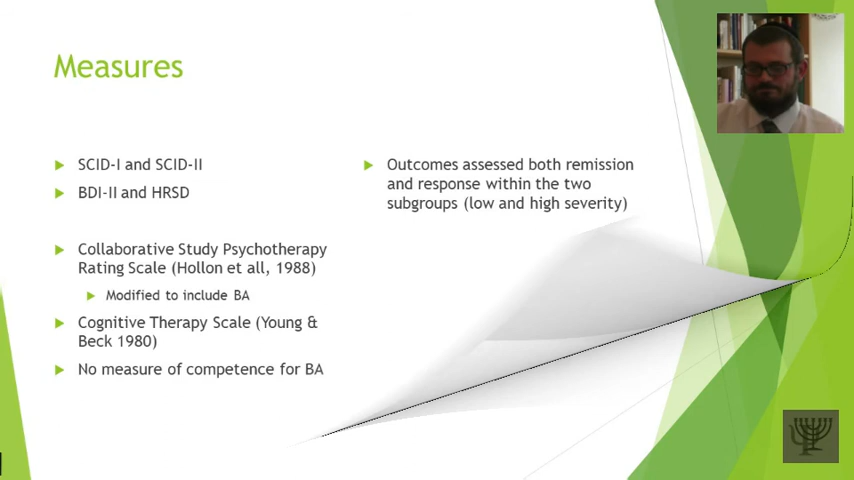 Measures
SCID-I and SCID-II
BDI-II and HRSD
Collaborative Study Psychotherapy
Rating Scale (Hollon et all, 1988)
Modified to include BA
Cognitive Therapy Scale (Young &
Beck 1980)
No measure of competence for BA
Outcomes assessed both remission
and response within the two
subgroups (low and high severity)